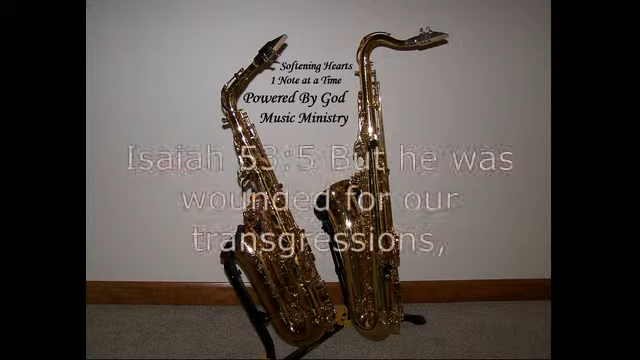 Softening Hearts
1 Note at a Time
Powered By God
Music Ministry
Isaiah 53:5 But he was
wounded for our
transgressions,